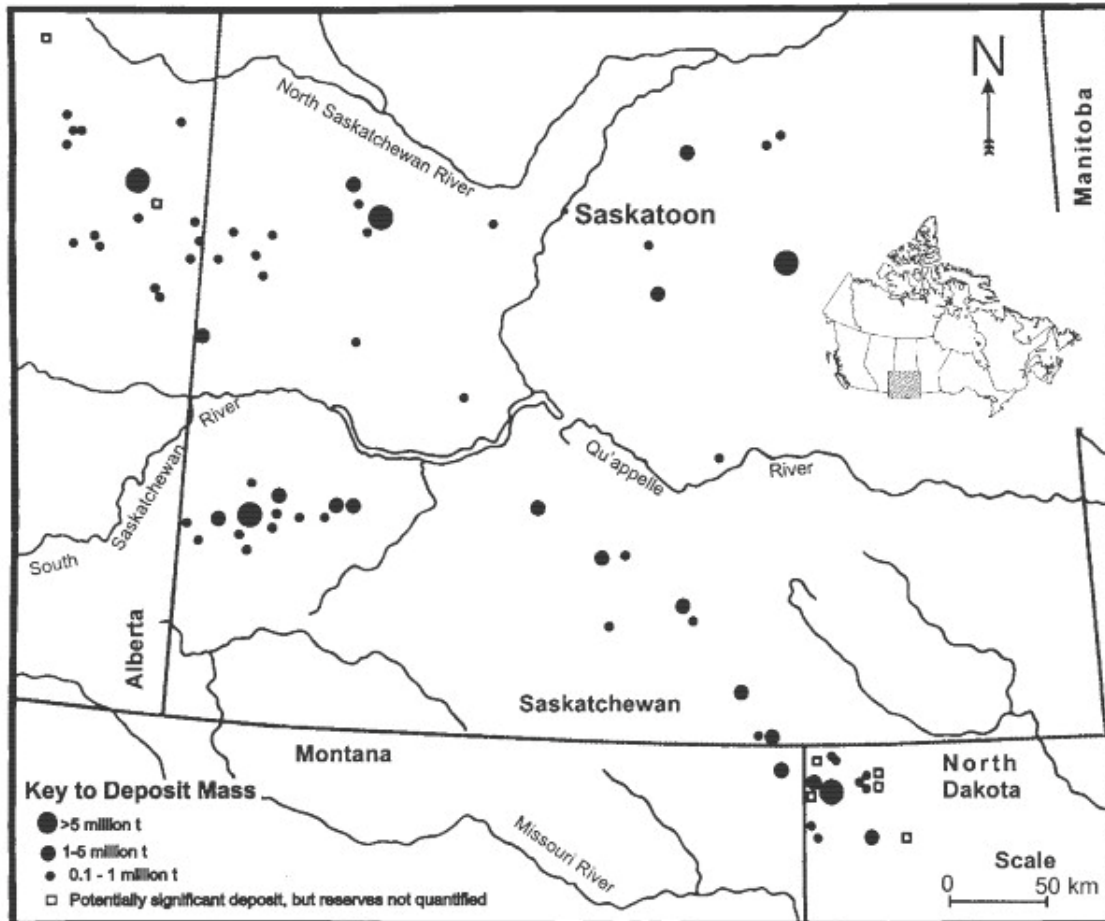 N
Manitoba
North Saskatchewan River
Saskatoon
River
Saskatchewan
South
Qu'appelle
River
Alberta
Saskatchewan
Montana
North
Dakota
Missouri River
Key to Deposit Mass
>5 million t
1-5 million t
0.1 - 1 million t
Potentially significant deposit, but reserves not quantified
Scale
0 50 km